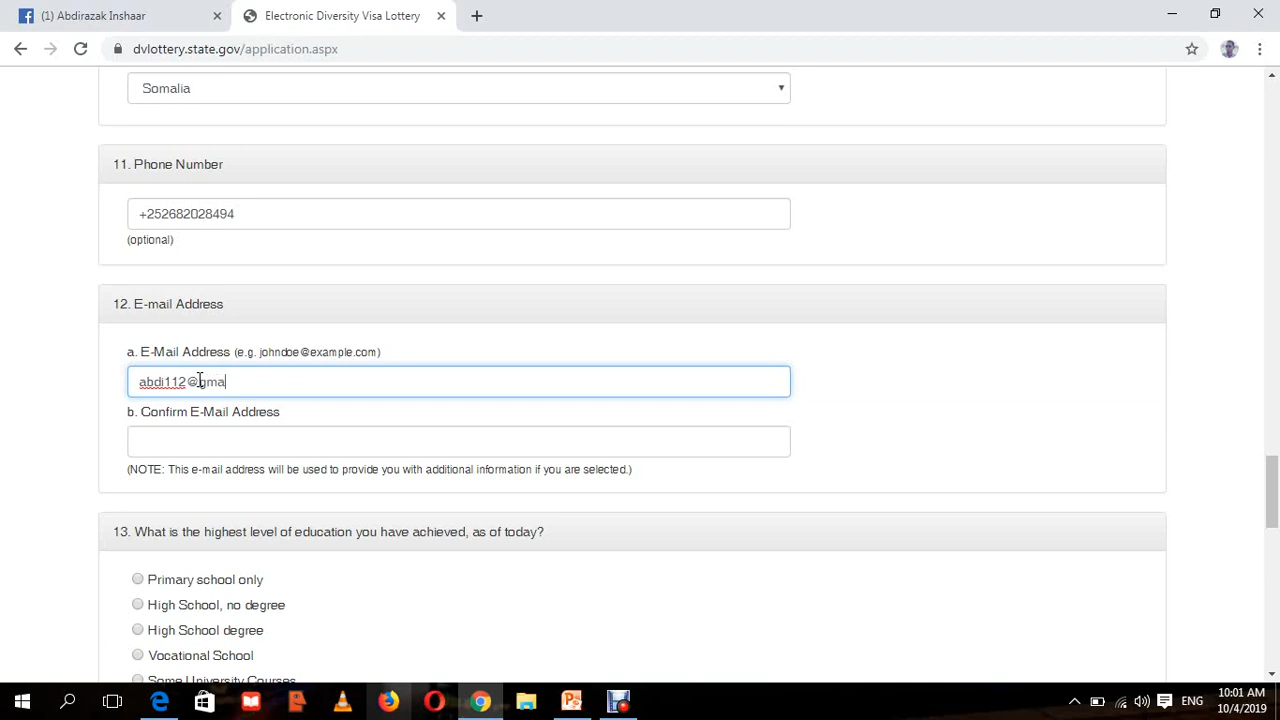 (1) Abdirazak Inshaar
Electronic Diversity Visa Lottery
dvlottery.state.gov/application.aspx
Somalia
11. Phone Number
+252682028494
(optional)
12. E-mail Address
a. E-Mail Address (e.g. johndoe@example.com)
abdi112@gma
b. Confirm E-Mail Address
(NOTE: This e-mail address will be used to provide you with additional information if you are selected.)
13. What is the highest level of education you have achieved, as of today?
Primary school only
High School, no degree
High School degree
Vocational School
Some University Courses
ENG
10:01 AM
10/4/2019